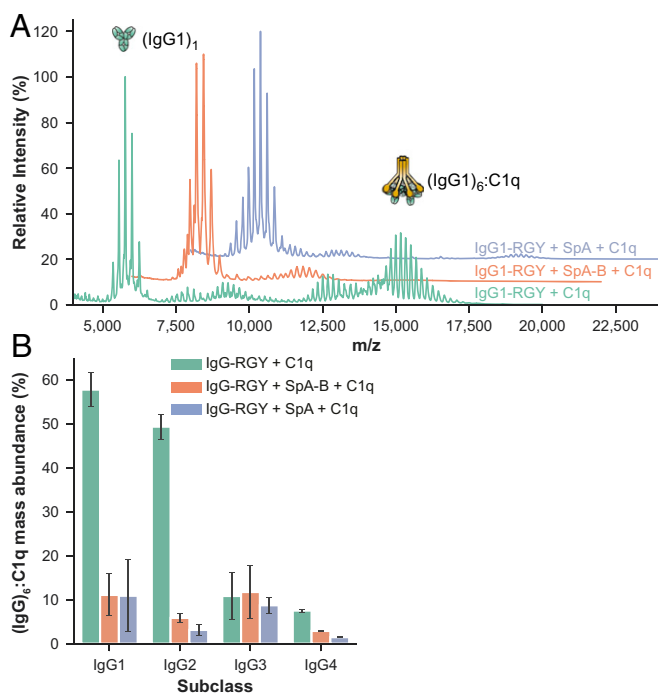 A
(IgG1)1
(IgG1)6:C1q
Relative Intensity (%)
120
100
80
60
40
20
0
IgG1-RGY + SpA + C1q
IgG1-RGY + SpA-B + C1q
IgG1-RGY + C1q
5,000 7,500 10,000 12,500 15,000 17,500 20,000 22,500
m/z
B
IgG-RGY + C1q
IgG-RGY + SpA-B + C1q
IgG-RGY + SpA + C1q
(IgG)6:C1q mass abundance (%)
60
50
40
30
20
10
0
IgG1 IgG2 IgG3 IgG4
Subclass